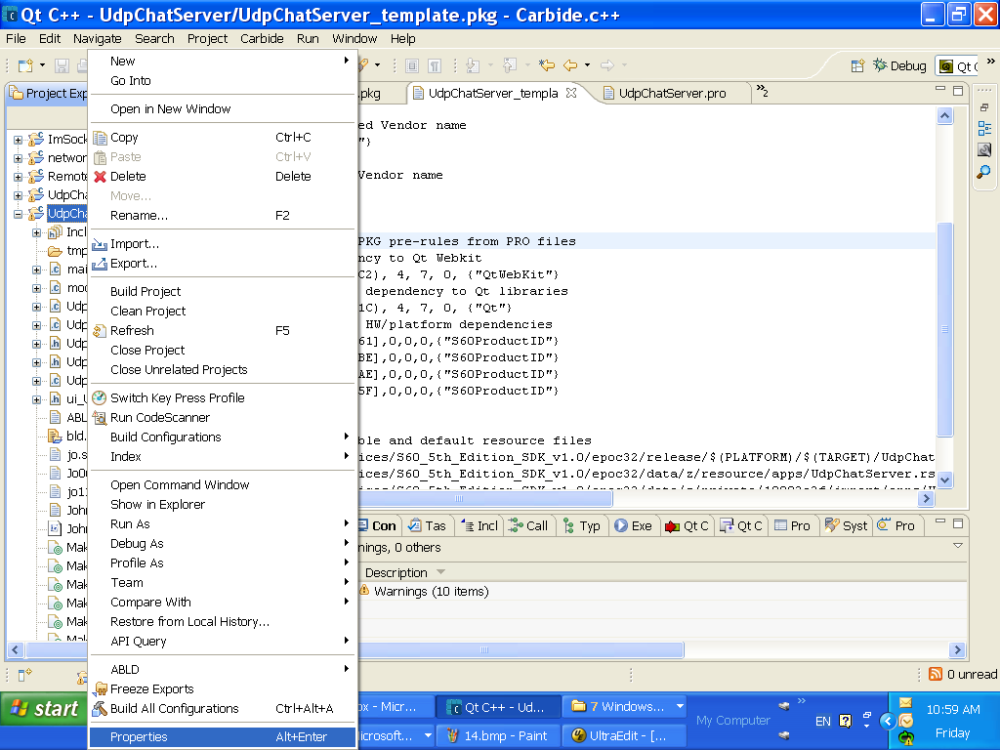 Qt C++ - UdpChatServer/UdpChatServer_template.pkg - Carbide.c++
File Edit Navigate Search Project Carbide Run Window Help
Debug Qt C
Project Exp
.pkg UdpChatServer_templa UdpChatServer.pro »2
ImSock
networ
Remote
UdpCha
UdpCha
Incl
tmp
mai
moc
Udp
Udp
Udp
Udp
Udp
ui_U
ABL
bld.
jo.s
JoDo
jo11
John
John
Mak
Mak
Mak
Mak
Mak
Mak
New
Go Into
Open in New Window
Copy Ctrl+C
Paste Ctrl+V
Delete Delete
Move...
Rename... F2
Import...
Export...
Build Project
Clean Project
Refresh F5
Close Project
Close Unrelated Projects
Switch Key Press Profile
Run CodeScanner
Build Configurations
Index
Open Command Window
Show in Explorer
Run As
Debug As
Profile As
Team
Compare With
Restore from Local History...
API Query
ABLD
Freeze Exports
Build All Configurations Ctrl+Alt+A
Properties Alt+Enter
ed Vendor name
"}
Vendor name
PKG pre-rules from PRO files
ncy to Qt Webkit
C2), 4, 7, 0, {"QtWebKit"}
dependency to Qt libraries
1C), 4, 7, 0, {"Qt"}
HW/platform dependencies
61],0,0,0,{"S60ProductID"}
BE],0,0,0,{"S60ProductID"}
AE],0,0,0,{"S60ProductID"}
5F],0,0,0,{"S60ProductID"}
ble and default resource files
ices/S60_5th_Edition_SDK_v1.0/epoc32/release/$(PLATFORM)/$(TARGET)/UdpChat
ices/S60_5th_Edition_SDK_v1.0/epoc32/data/z/resource/apps/UdpChatServer.rs
ices/S60_5th_Edition_SDK_v1.0/epoc32/data/z/private/10003a3f/import/apps/U
Con Tas Incl Call Typ Exe Qt C Qt C Pro Syst Pro
nings, 0 others
Description
Warnings (10 items)
0 unread
start
ox - Micr... Qt C++ - Ud... 7 Windows...
icrosoft... 14.bmp - Paint UltraEdit - [...
My Computer
EN
10:59 AM
Friday